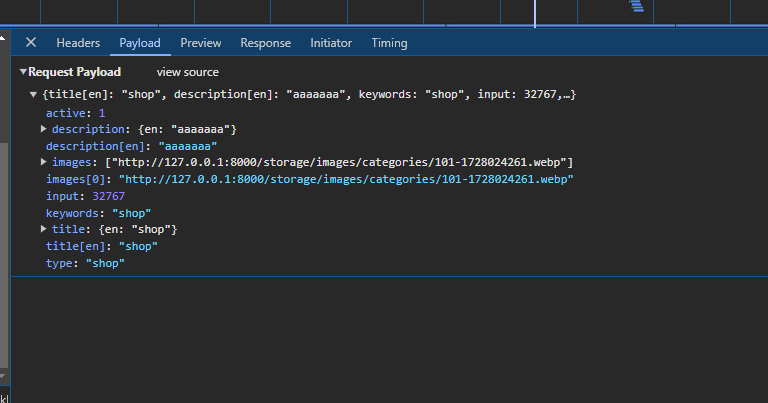 Headers Payload Preview Response Initiator Timing
Request Payload view source
{title[en]: "shop", description[en]: "aaaaaaa", keywords: "shop", input: 32767,…}
active: 1
description: {en: "aaaaaaa"}
description[en]: "aaaaaaa"
images: ["http://127.0.0.1:8000/storage/images/categories/101-1728024261.webp"]
images[0]: "http://127.0.0.1:8000/storage/images/categories/101-1728024261.webp"
input: 32767
keywords: "shop"
title: {en: "shop"}
title[en]: "shop"
type: "shop"